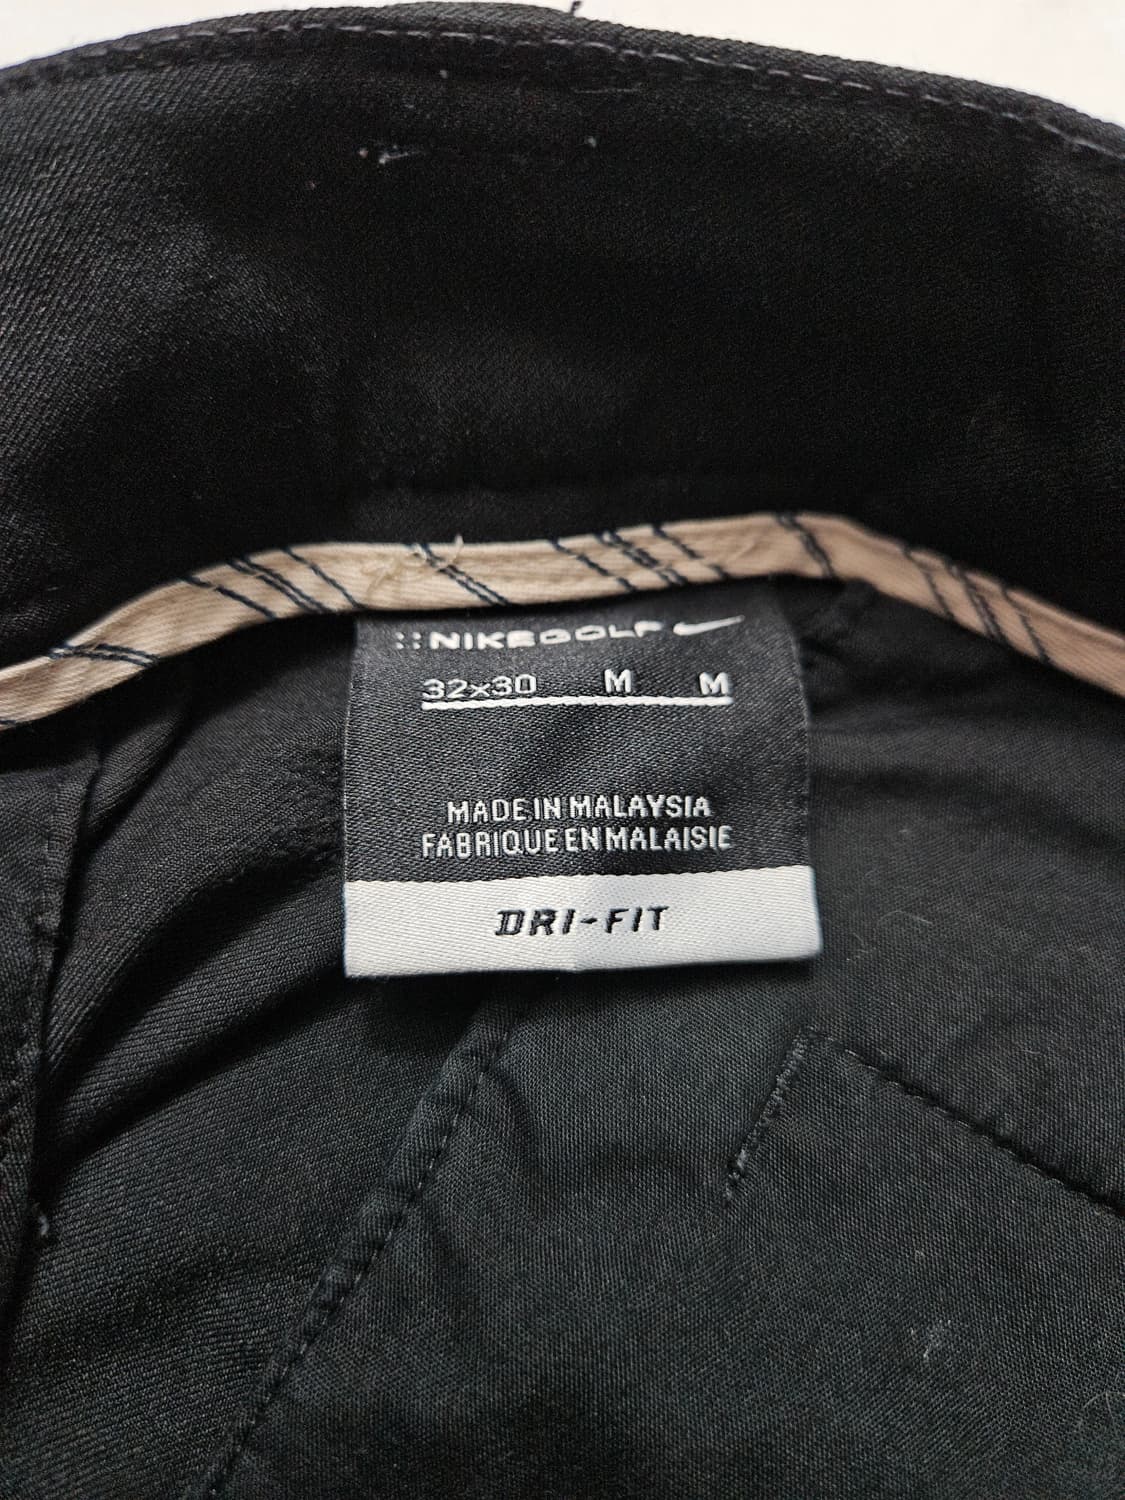 NIKEGOLF
32x30 M M
MADE IN MALAYSIA
FABRIQUE EN MALAISIE
DRI-FIT